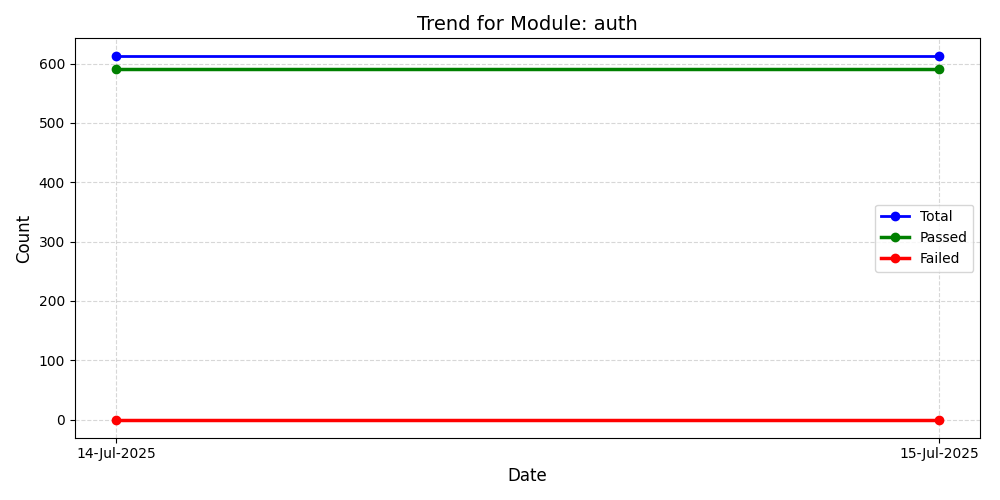 Trend for Module: auth
600
500
400
300
200
100
0
Count
Total
Passed
Failed
14-Jul-2025
15-Jul-2025
Date